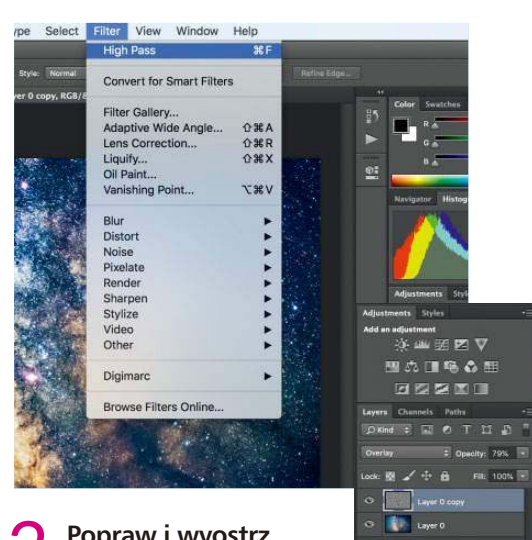 ype Select Filter View Window Help
High Pass ⌘F
Style: Normal
Refine Edge...
Convert for Smart Filters
yer 0 copy, RGB/8
Filter Gallery...
Adaptive Wide Angle... ⇧⌘A
Lens Correction... ⇧⌘R
Liquify... ⇧⌘X
Oil Paint...
Vanishing Point... ⌥⌘V
Blur
Distort
Noise
Pixelate
Render
Sharpen
Stylize
Video
Other
Digimarc
Browse Filters Online...
Color Swatches
R
G
B
Navigator Histog
Adjustments Styl
Adjustments Styles
Add an adjustment
Layers Channels Paths
Kind
Overlay Opacity: 79%
Lock: Fill: 100%
Layer 0 copy
Layer 0
Popraw i wyostrz